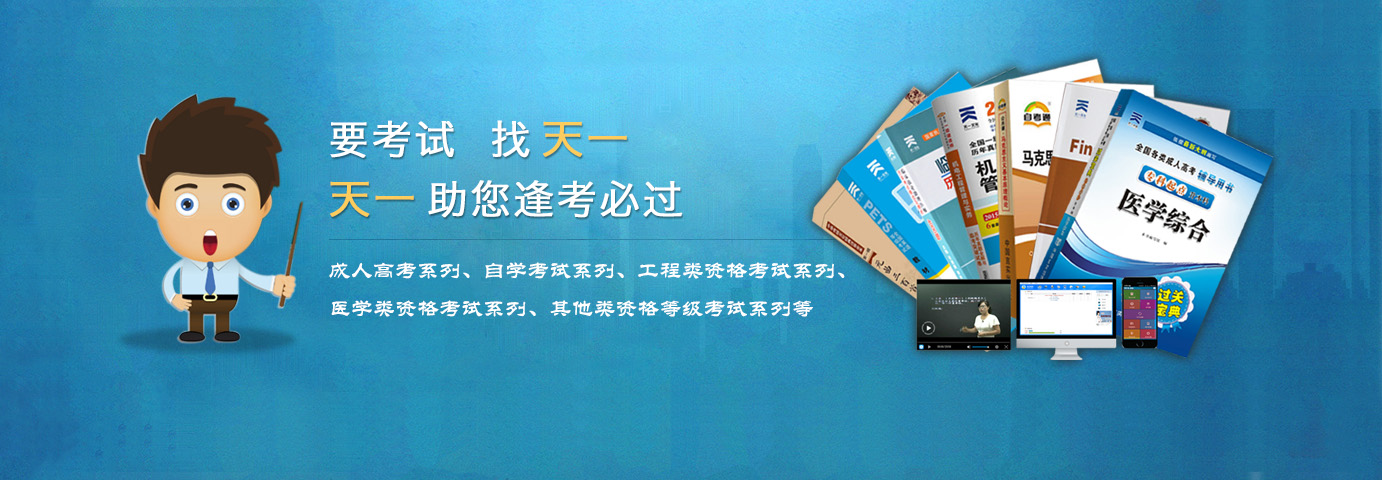 要考试 找 天一
天一 助您逢考必过
成人高考系列、自学考试系列、工程类资格考试系列、
医学类资格考试系列、其他类资格等级考试系列等
全国各类成人高考 辅导用书
专科起点
医学综合
过关
宝典
自考通
马克思
Fin
PETS
机
管